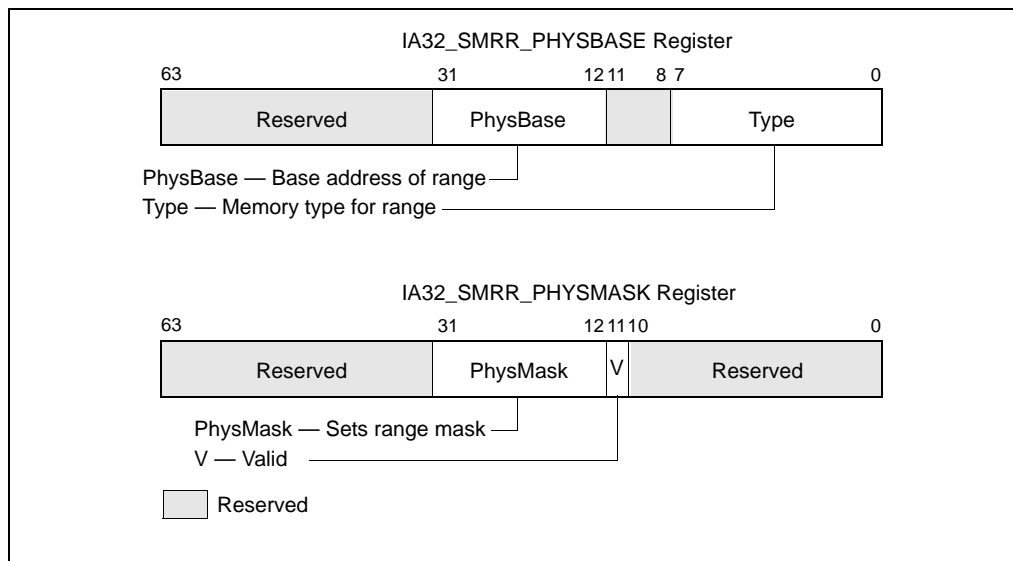 IA32_SMRR_PHYSBASE Register
63 31 12 11 8 7 0
Reserved PhysBase Type
PhysBase — Base address of range
Type — Memory type for range
IA32_SMRR_PHYSMASK Register
63 31 12 11 10 0
Reserved PhysMask V Reserved
PhysMask — Sets range mask
V — Valid
Reserved